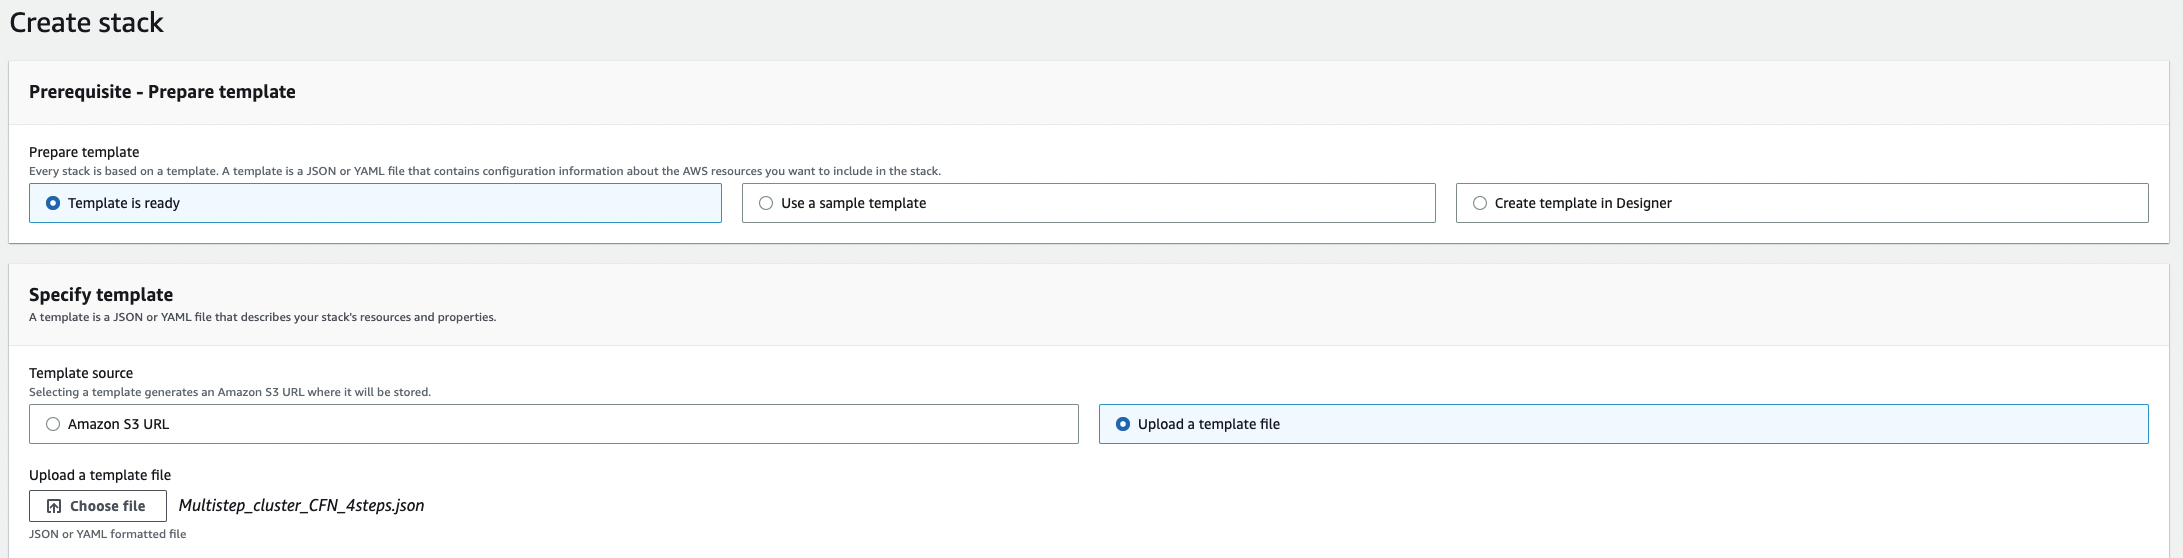 Create stack
Prerequisite - Prepare template
Prepare template
Every stack is based on a template. A template is a JSON or YAML file that contains configuration information about the AWS resources you want to include in the stack.
Template is ready
Use a sample template
Create template in Designer
Specify template
A template is a JSON or YAML file that describes your stack's resources and properties.
Template source
Selecting a template generates an Amazon S3 URL where it will be stored.
Amazon S3 URL
Upload a template file
Upload a template file
Choose file
Multistep_cluster_CFN_4steps.json
JSON or YAML formatted file